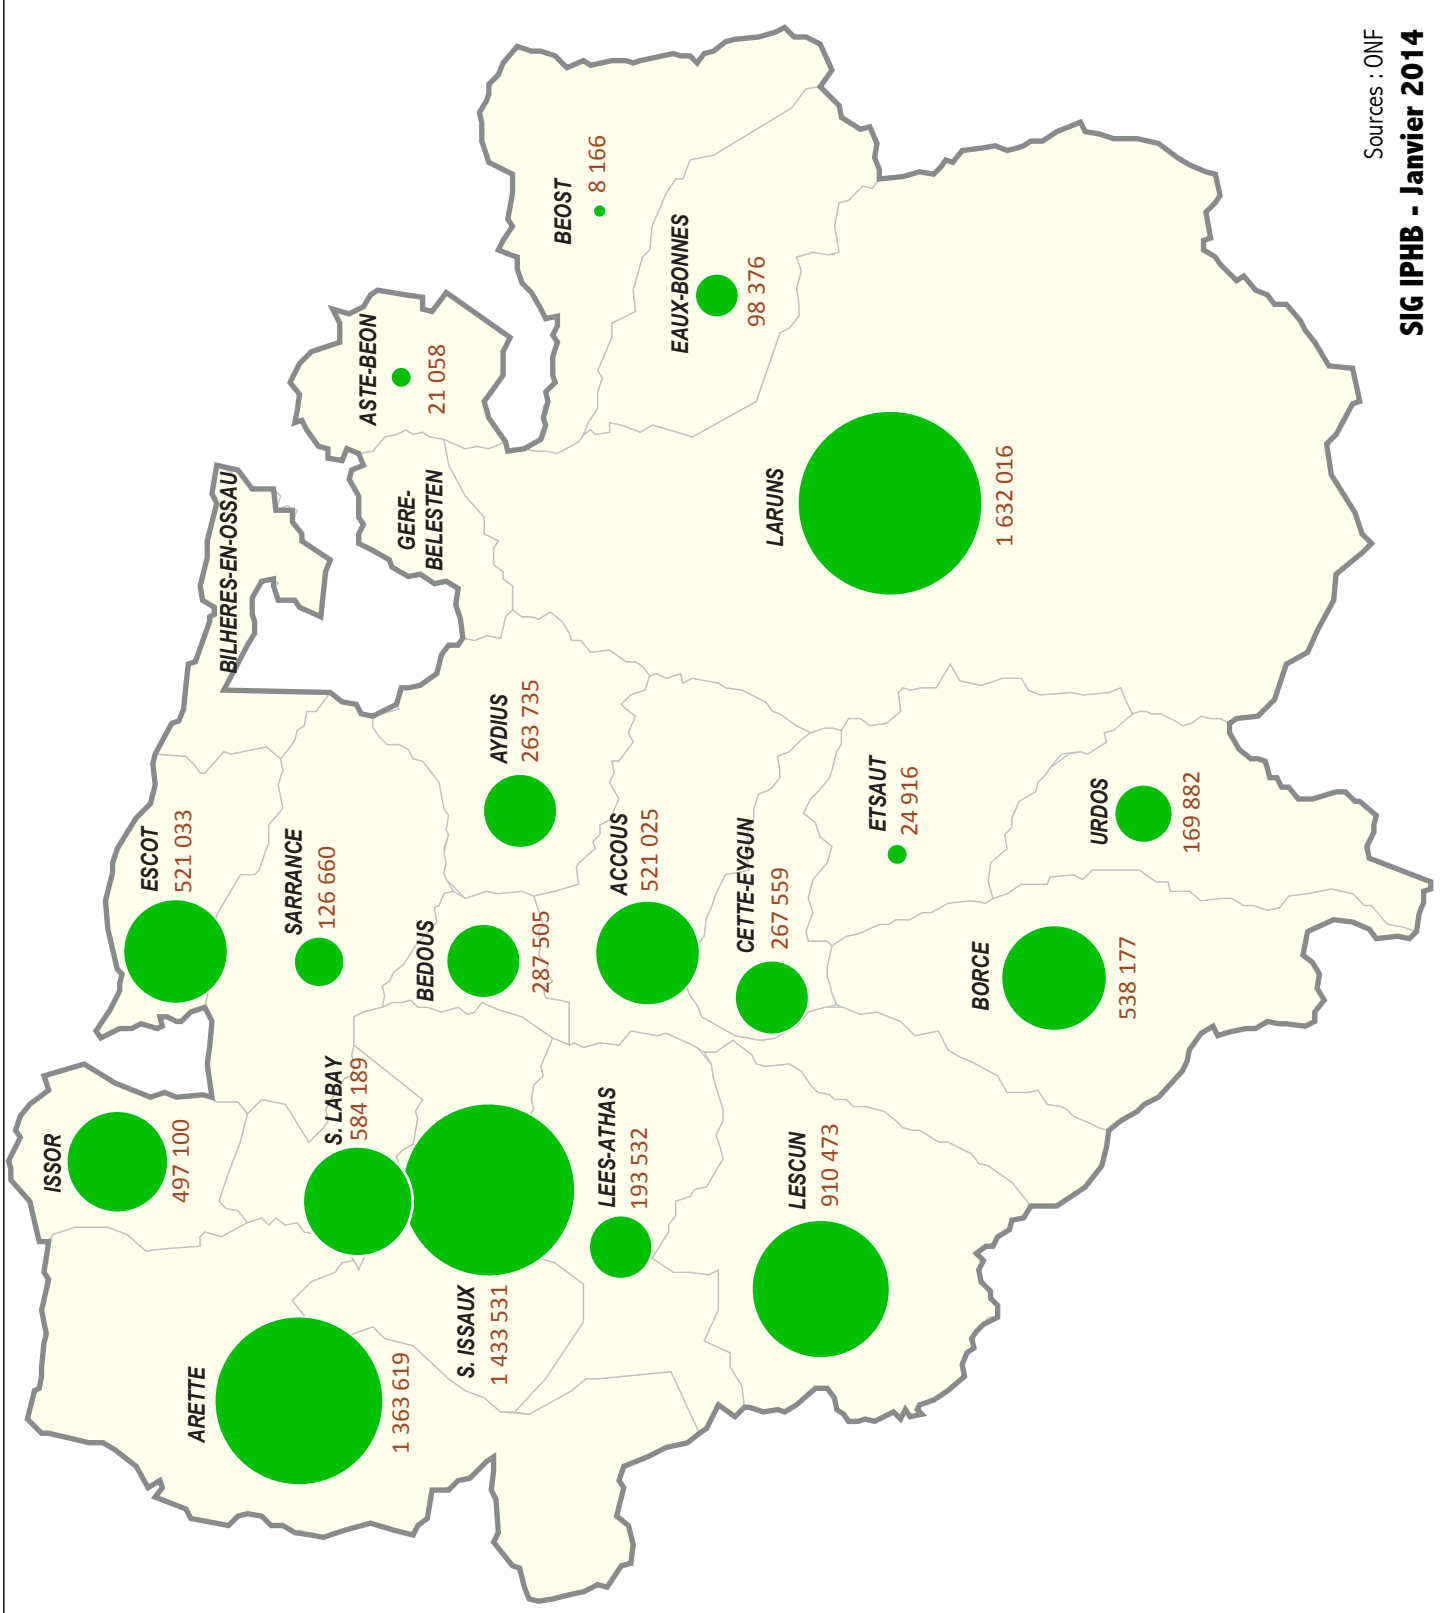 ARETTE
1 363 619
ISSOR
497 100
S. LABAY
584 189
S. ISSAUX
1 433 531
LEES-ATHAS
193 532
LESCUN
910 473
ESCOT
521 033
SARRANCE
126 660
BEDOUS
287 505
ACCOUS
521 025
CETTE-EYGUN
267 559
BORCE
538 177
AYDIUS
263 735
ETSAUT
24 916
URDOS
169 882
BILHERES-EN-OSSAU
GERE-
BELESTEN
LARUNS
1 632 016
ASTE-BEON
21 058
EAUX-BONNES
98 376
BEOST
8 166
Sources : ONF
SIG IPHB - Janvier 2014